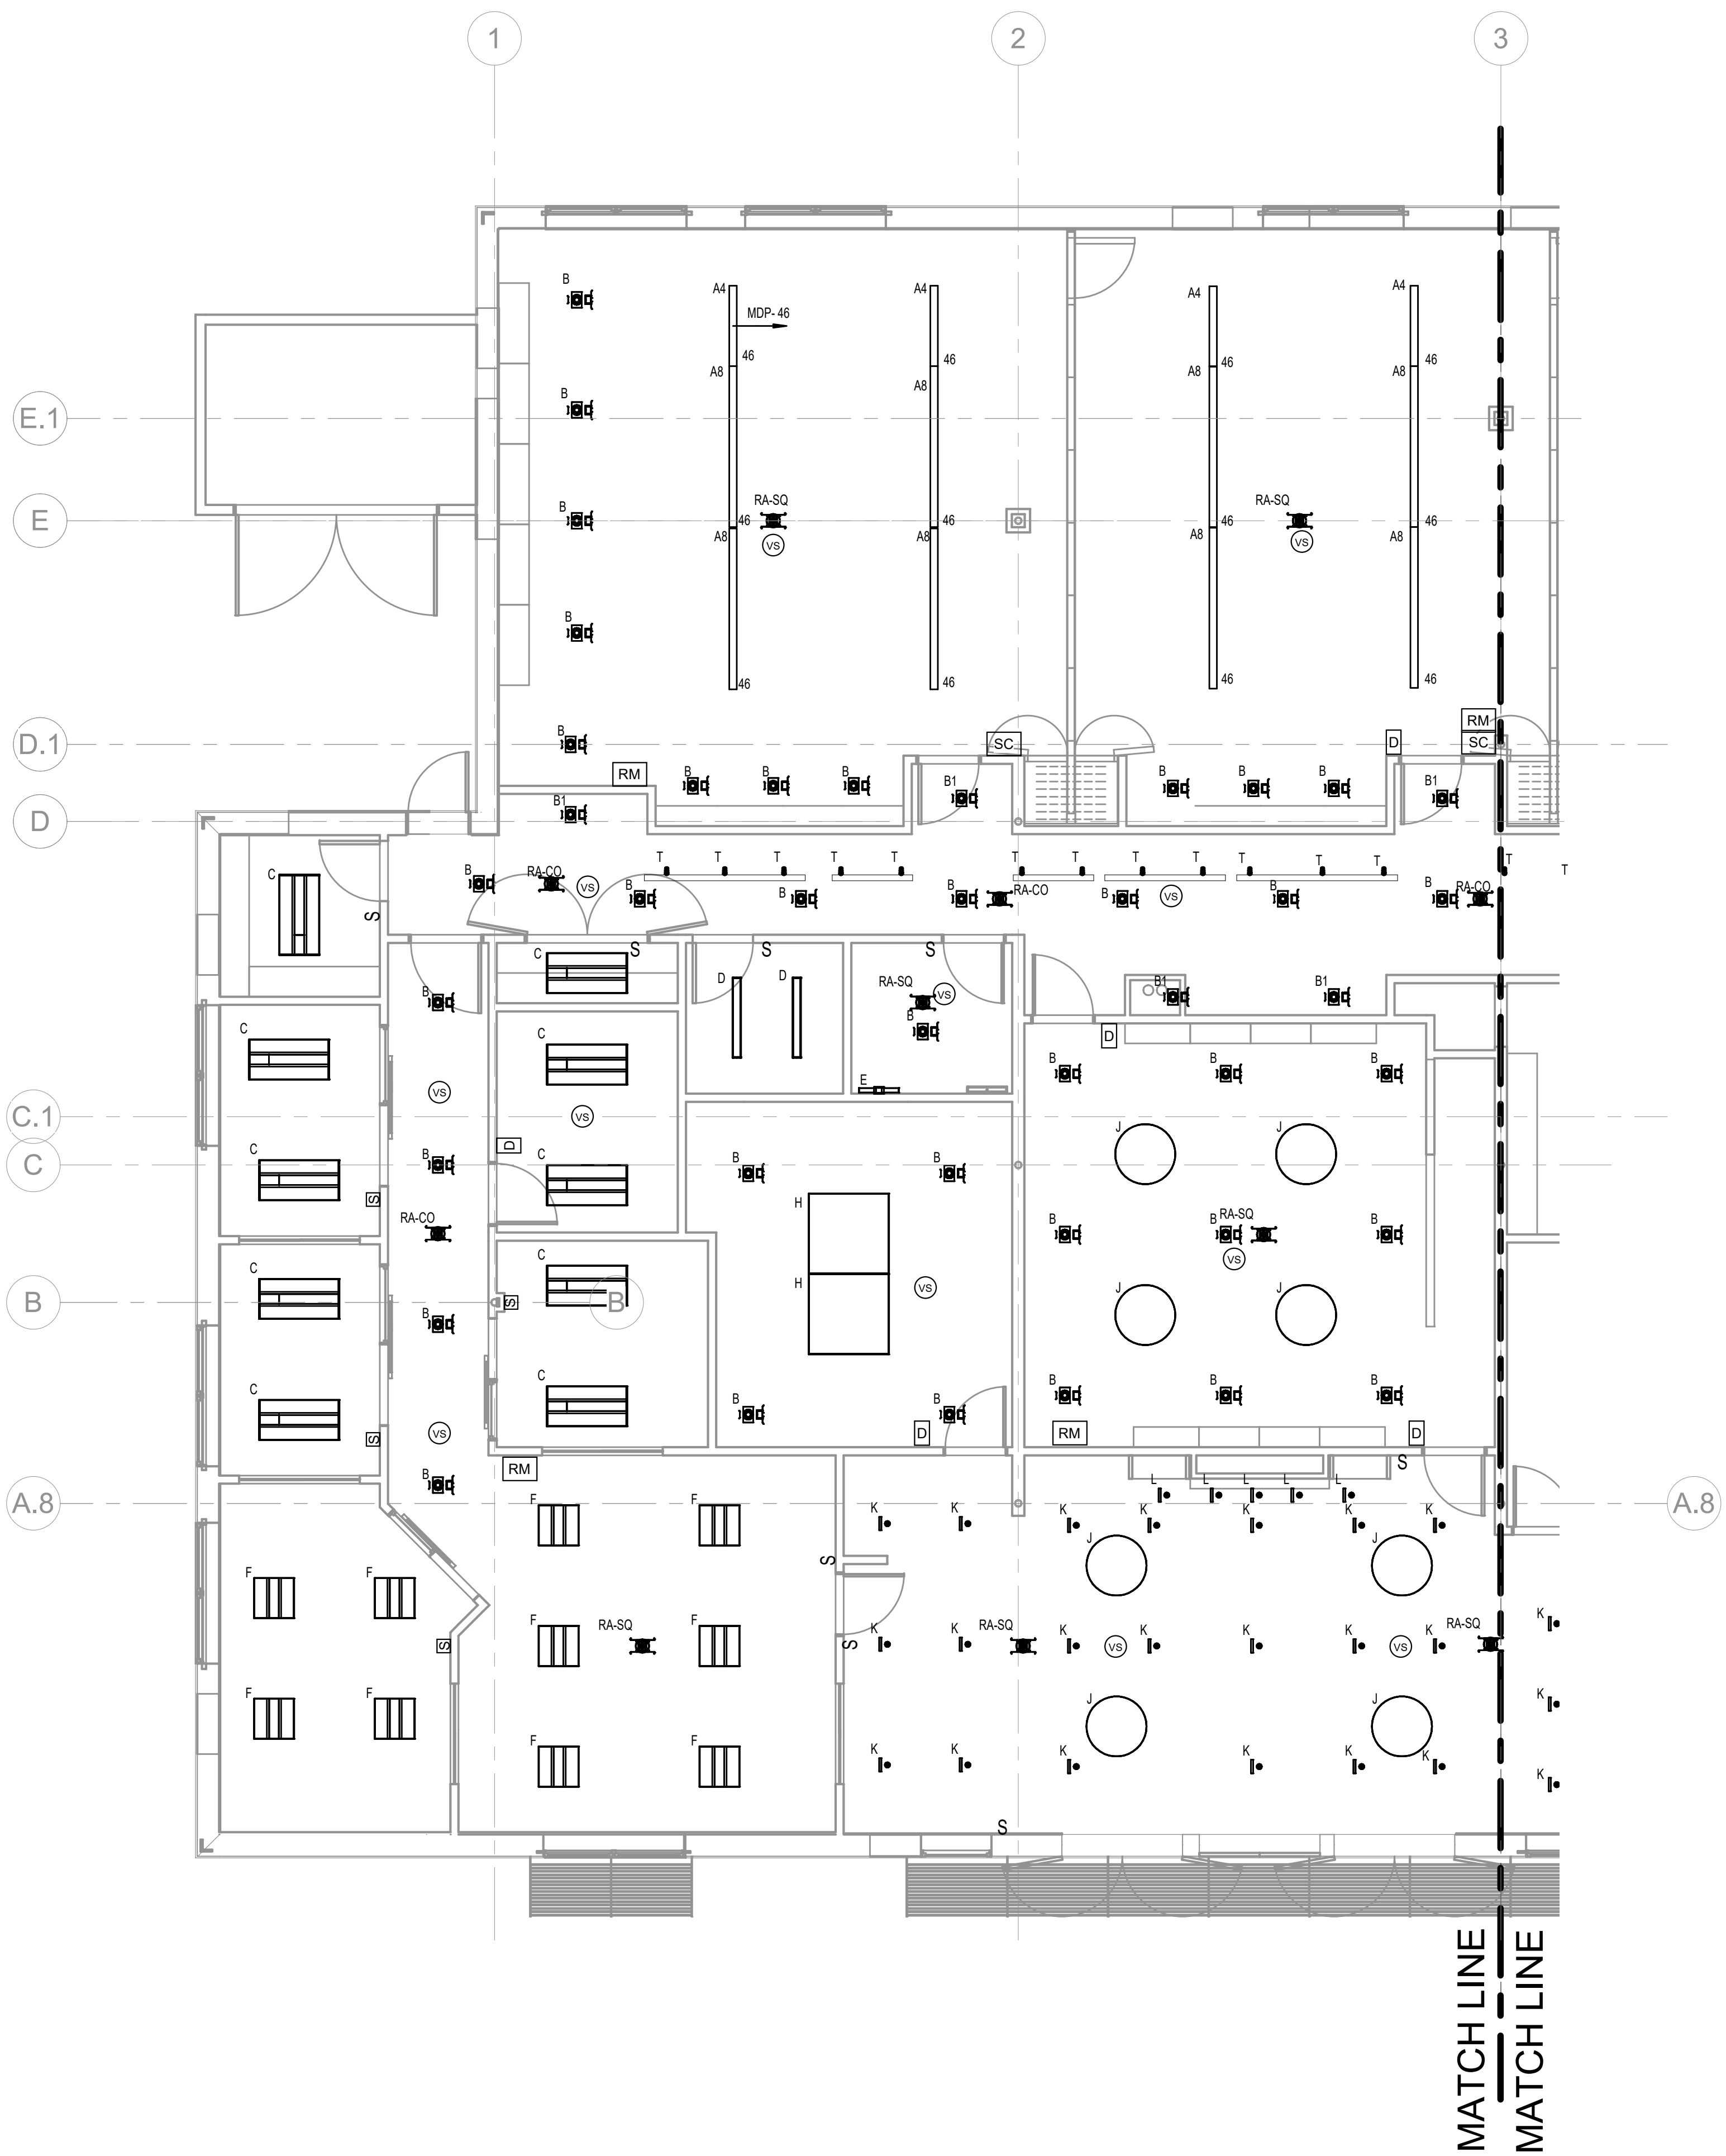 1 2 3
B A4 A4 A4 A4
MDP- 46
46 46 46 46
A8 A8 A8 A8
B
E.1
RA-SQ RA-SQ
E B 46 46 46 46
A8 A8 A8 A8
VS VS
B
46 46 46 46
RM
D.1 B SC D SC
RM B B B B1 B B B B1
B1
D
T T T T T T T T T T T T T T
C B RA-CO VS B B B RA-CO B VS B B RA-CO
S
C S S S
D D RA-SQ VS B1 B1
B B
C D
C B B B
VS E
C.1 VS
D J J
C C B B
C
S H
RA-CO B RA-SQ B B
VS
C C H VS
B S B
B J J
C C B B B
S VS B B D RM D
RM S
B L L L L L
A.8 F F K K K K K K K A.8
S J J
F F K
F F RA-SQ K K RA-SQ K K K K K RA-SQ
S S VS VS
F F K
J J
F F K K K K K K
K
S
MATCH LINE
MATCH LINE